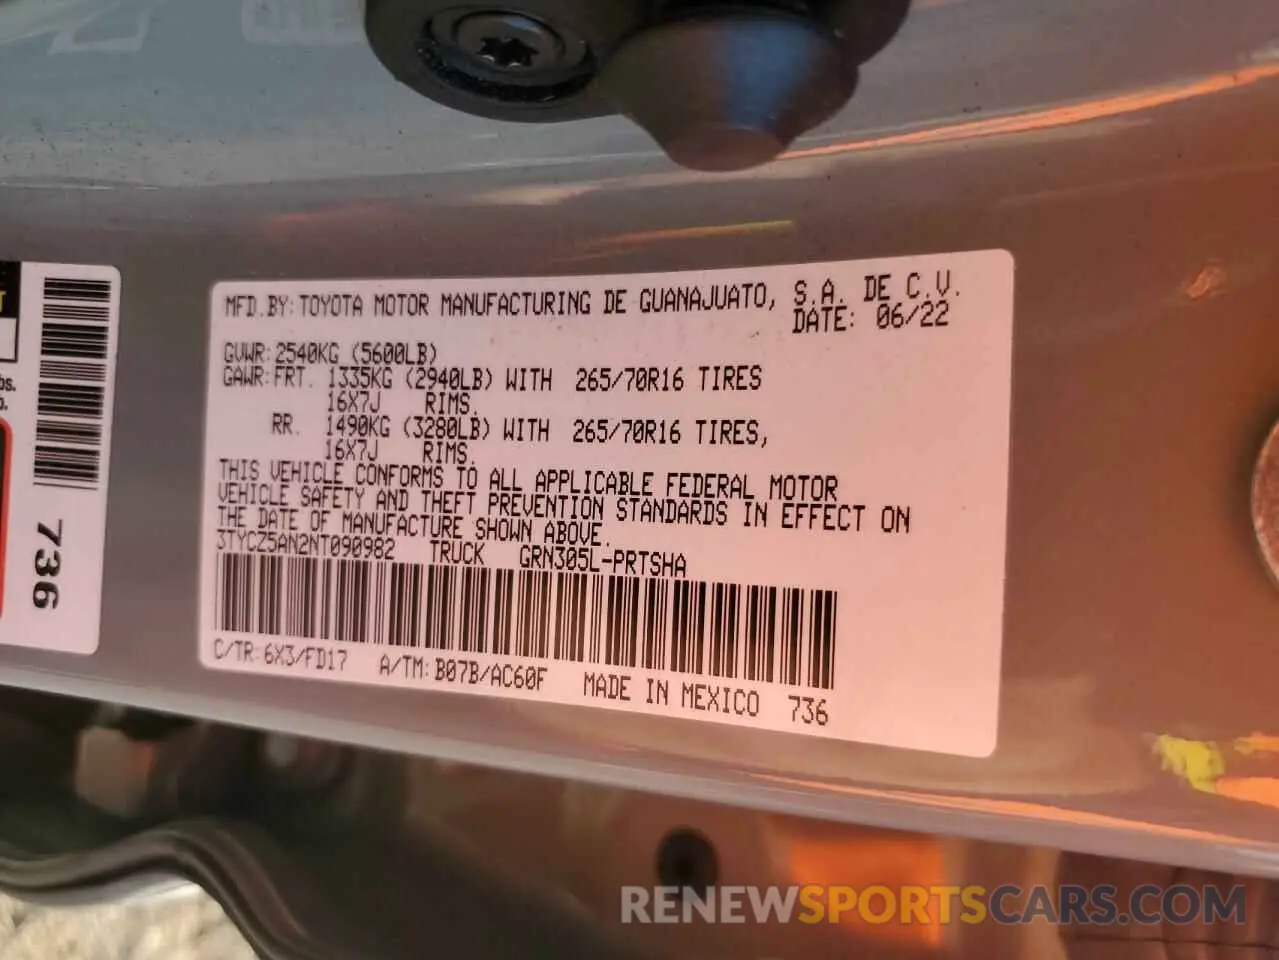 MFD.BY:TOYOTA MOTOR MANUFACTURING DE GUANAJUATO, S.A. DE C.V.
DATE: 06/22
GVWR:2540KG (5600LB)
GAWR:FRT. 1335KG (2940LB) WITH 265/70R16 TIRES
16X7J RIMS.
RR. 1490KG (3280LB) WITH 265/70R16 TIRES,
16X7J RIMS.
THIS VEHICLE CONFORMS TO ALL APPLICABLE FEDERAL MOTOR
VEHICLE SAFETY AND THEFT PREVENTION STANDARDS IN EFFECT ON
THE DATE OF MANUFACTURE SHOWN ABOVE.
3TYCZ5AN2NT090982 TRUCK GRN305L-PRTSHA
C/TR:6X3/FD17 A/TM:B07B/AC60F MADE IN MEXICO 736
736
RENEWSPORTSCARS.COM